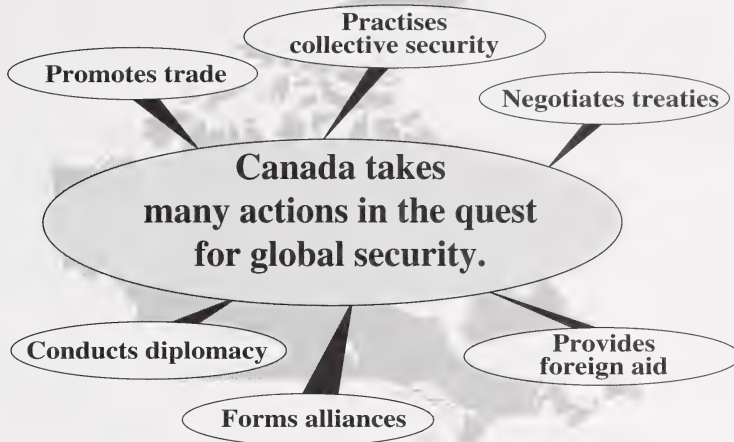 Practises
collective security
Promotes trade
Negotiates treaties
Canada takes
many actions in the quest
for global security.
Conducts diplomacy
Provides
foreign aid
Forms alliances